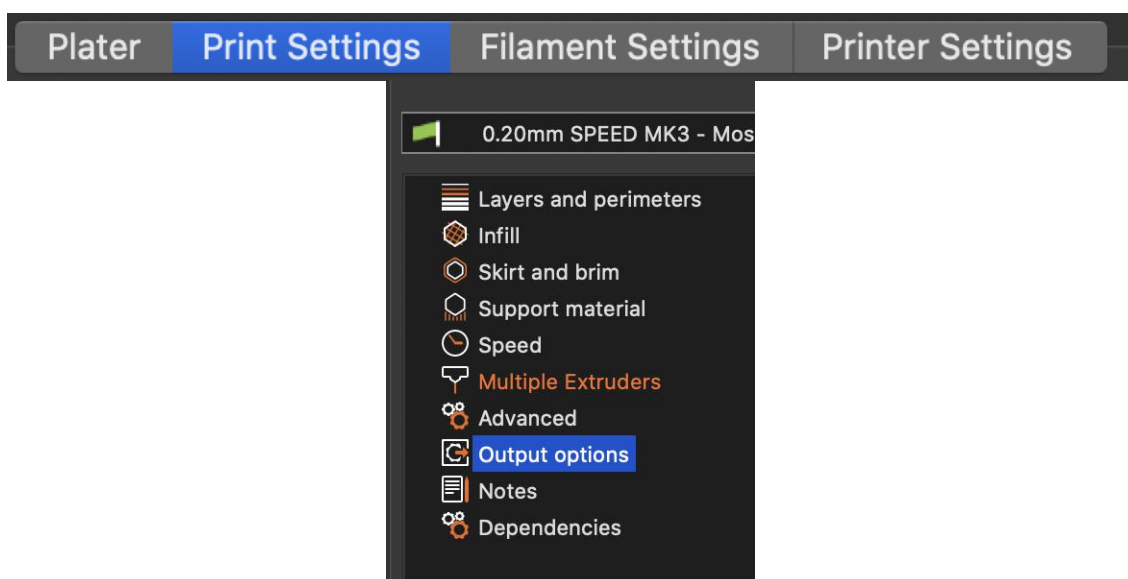 Plater Print Settings Filament Settings Printer Settings
0.20mm SPEED MK3 - Mos
Layers and perimeters
Infill
Skirt and brim
Support material
Speed
Multiple Extruders
Advanced
Output options
Notes
Dependencies